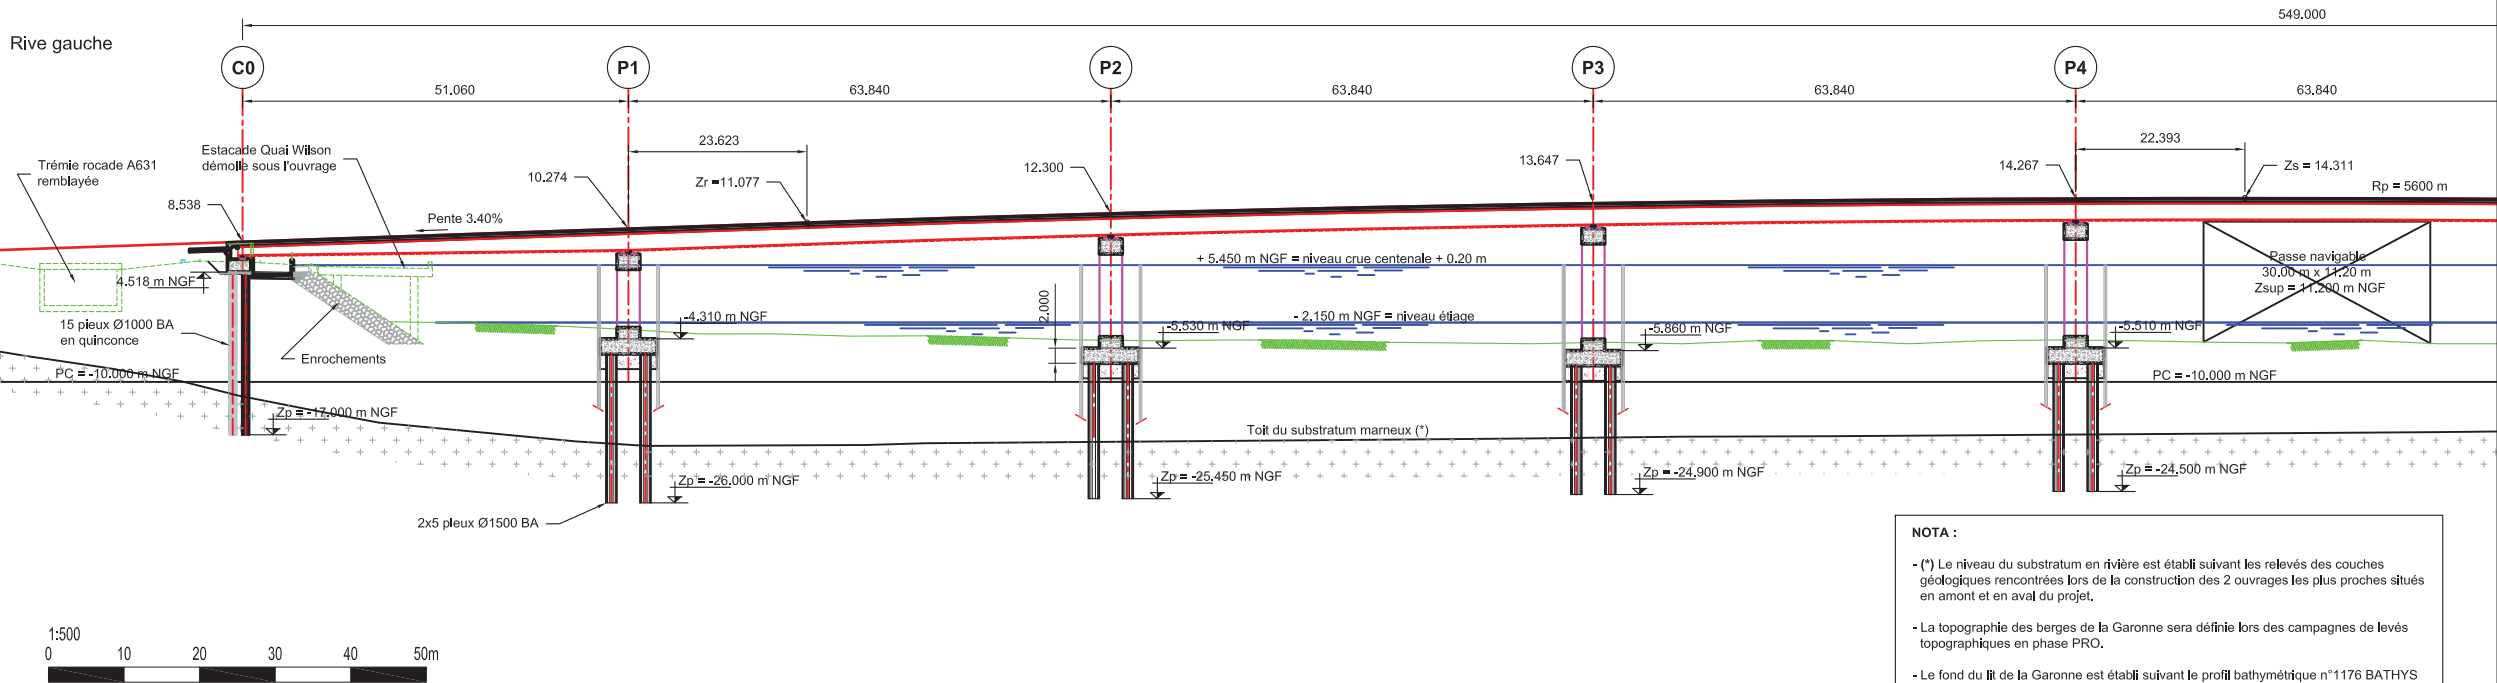 549.000
Rive gauche
C0
P1
P2
P3
P4
51.060
63.840
63.840
63.840
63.840
23.623
22.393
Trémie rocade A631
remblayée
Estacade Quai Wilson
démolie sous l'ouvrage
8.538
10.274
Zr =11.077
12.300
13.647
14.267
Zs = 14.311
Rp = 5600 m
Pente 3.40%
+ 5.450 m NGF = niveau crue centenale + 0.20 m
Passe navigable
30.00 m x 11.20 m
Zsup = 11.200 m NGF
4.518 m NGF
15 pieux Ø1000 BA
en quinconce
Enrochements
-4.310 m NGF
2.000
-5.530 m NGF
- 2.150 m NGF = niveau étiage
-5.860 m NGF
-5.510 m NGF
PC = -10.000 m NGF
PC = -10.000 m NGF
Zp = -17.000 m NGF
Toit du substratum marneux (*)
Zp = -26.000 m NGF
Zp = -25.450 m NGF
Zp = -24.900 m NGF
Zp = -24.500 m NGF
2x5 pieux Ø1500 BA
NOTA :
- (*) Le niveau du substratum en rivière est établi suivant les relevés des couches
géologiques rencontrées lors de la construction des 2 ouvrages les plus proches situés
en amont et en aval du projet.
- La topographie des berges de la Garonne sera définie lors des campagnes de levés
topographiques en phase PRO.
- Le fond du lit de la Garonne est établi suivant le profil bathymétrique n°1176 BATHYS
1:500
0 10 20 30 40 50m